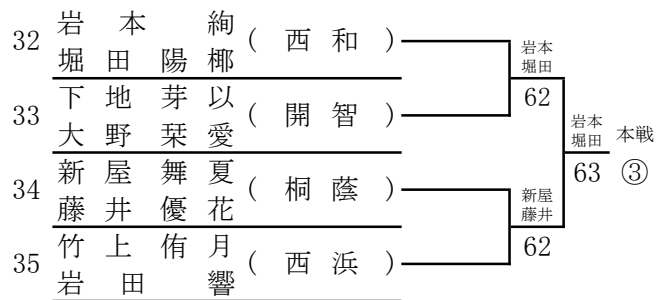 32 岩本 絢 (西和)
堀田陽椰
33 下地芽以 (開智)
大野栞愛
34 新屋舞夏 (桐蔭)
藤井優花
35 竹上侑月 (西浜)
岩田 響
岩本
堀田
62
新屋
藤井
62
岩本
堀田
63
本戦
③